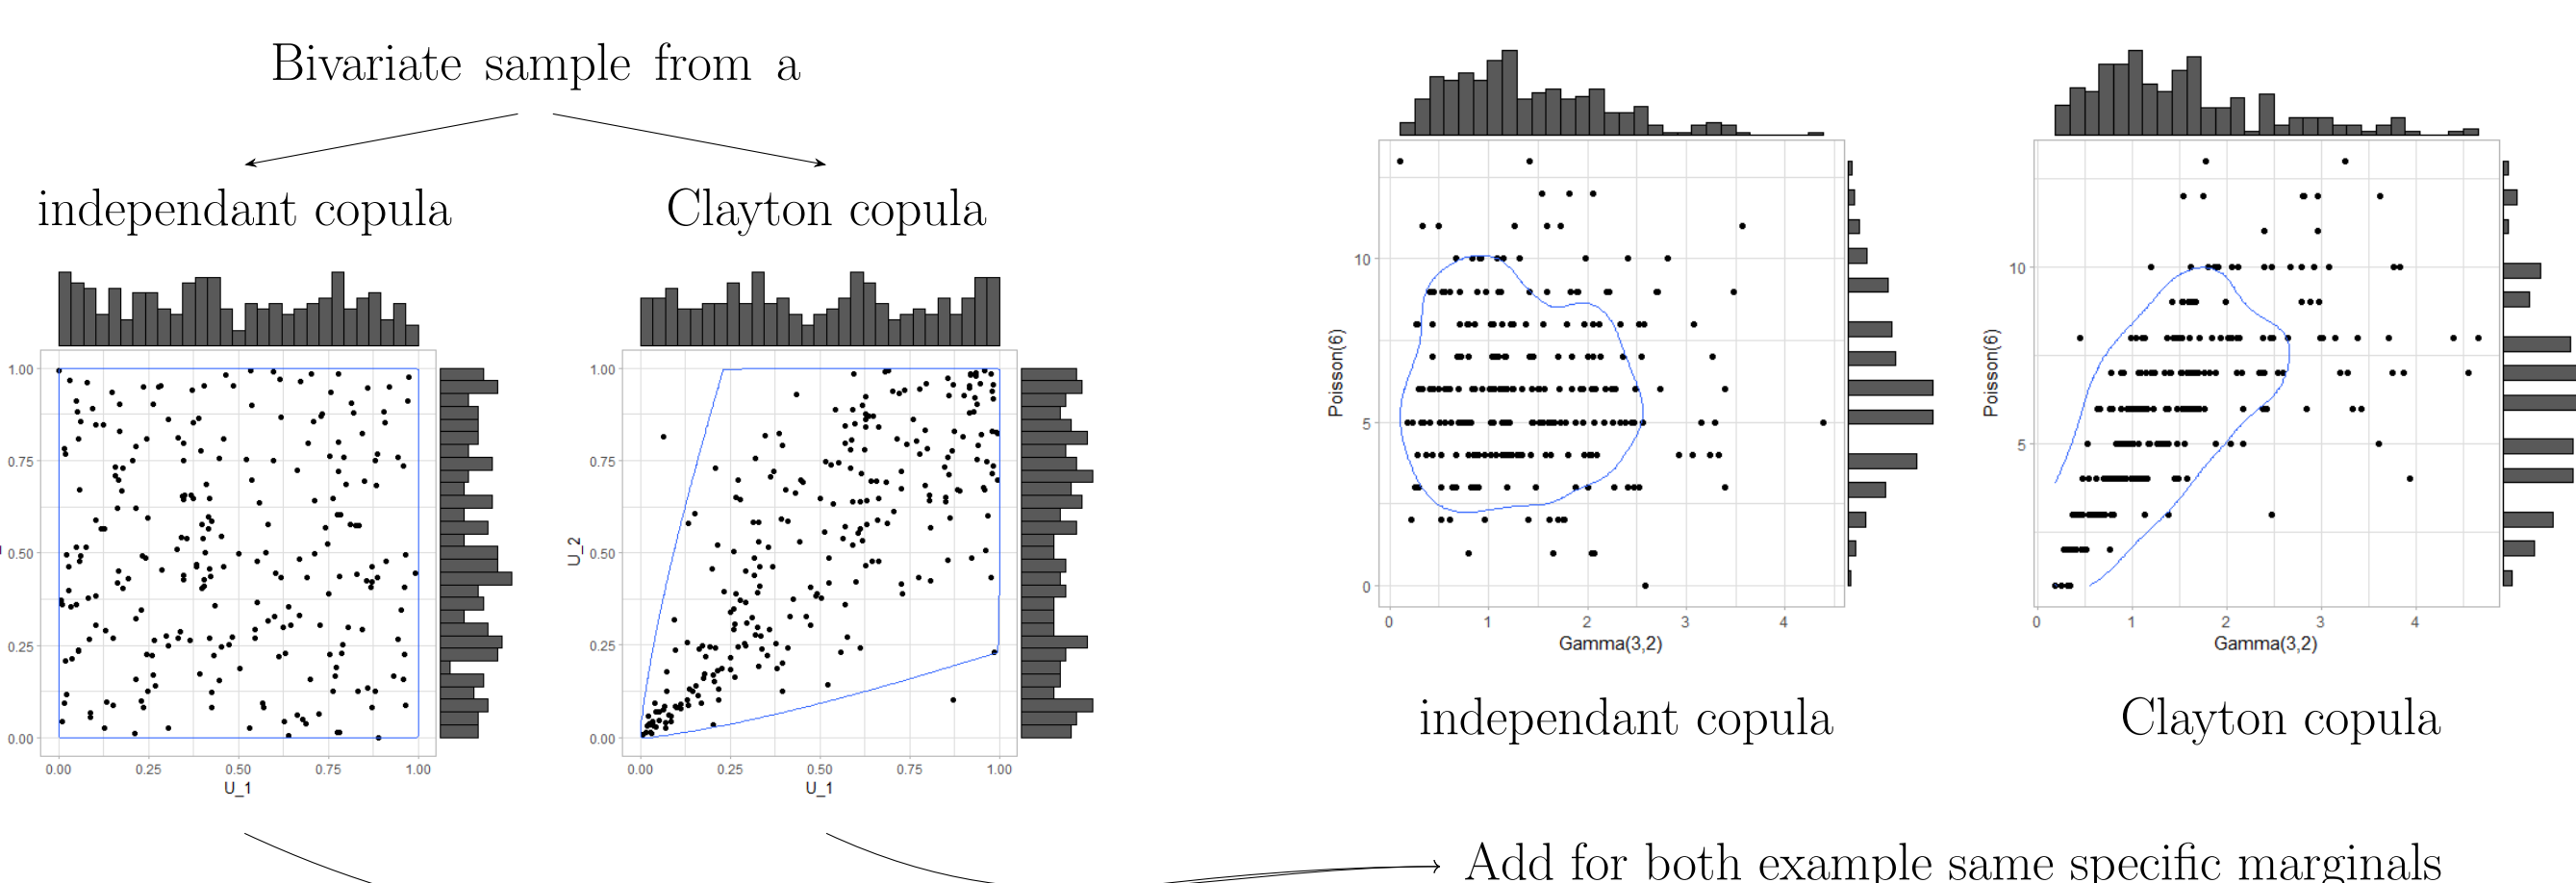 Bivariate sample from a
independant copula
Clayton copula
1.00
0.75
0.50
0.25
0.00
0.00 0.25 0.50 0.75 1.00
U_1
U_2
1.00
0.75
0.50
0.25
0.00
0.00 0.25 0.50 0.75 1.00
U_1
Poisson(6)
10
5
0
0 1 2 3 4
Gamma(3,2)
independant copula
Poisson(6)
10
5
0 1 2 3 4
Gamma(3,2)
Clayton copula
Add for both example same specific marginals